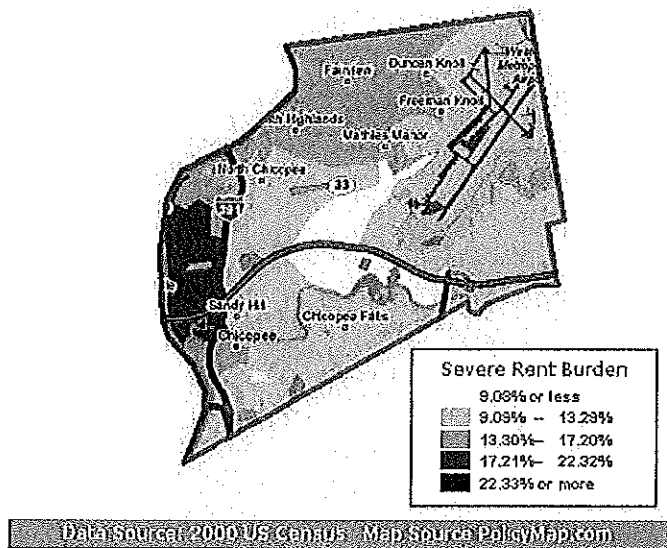 Fairview
Duncan Knoll
Freeman Knoll
Highlands
Mathies Manor
North Chicopee
33
Sandy Hill
Chicopee
Chicopee Falls
Severe Rent Burden
9.08% or less
9.09% -- 13.29%
13.30%-- 17.20%
17.21%-- 22.32%
22.33% or more
Data Source: 2000 US Census Map Source PolicyMap.com